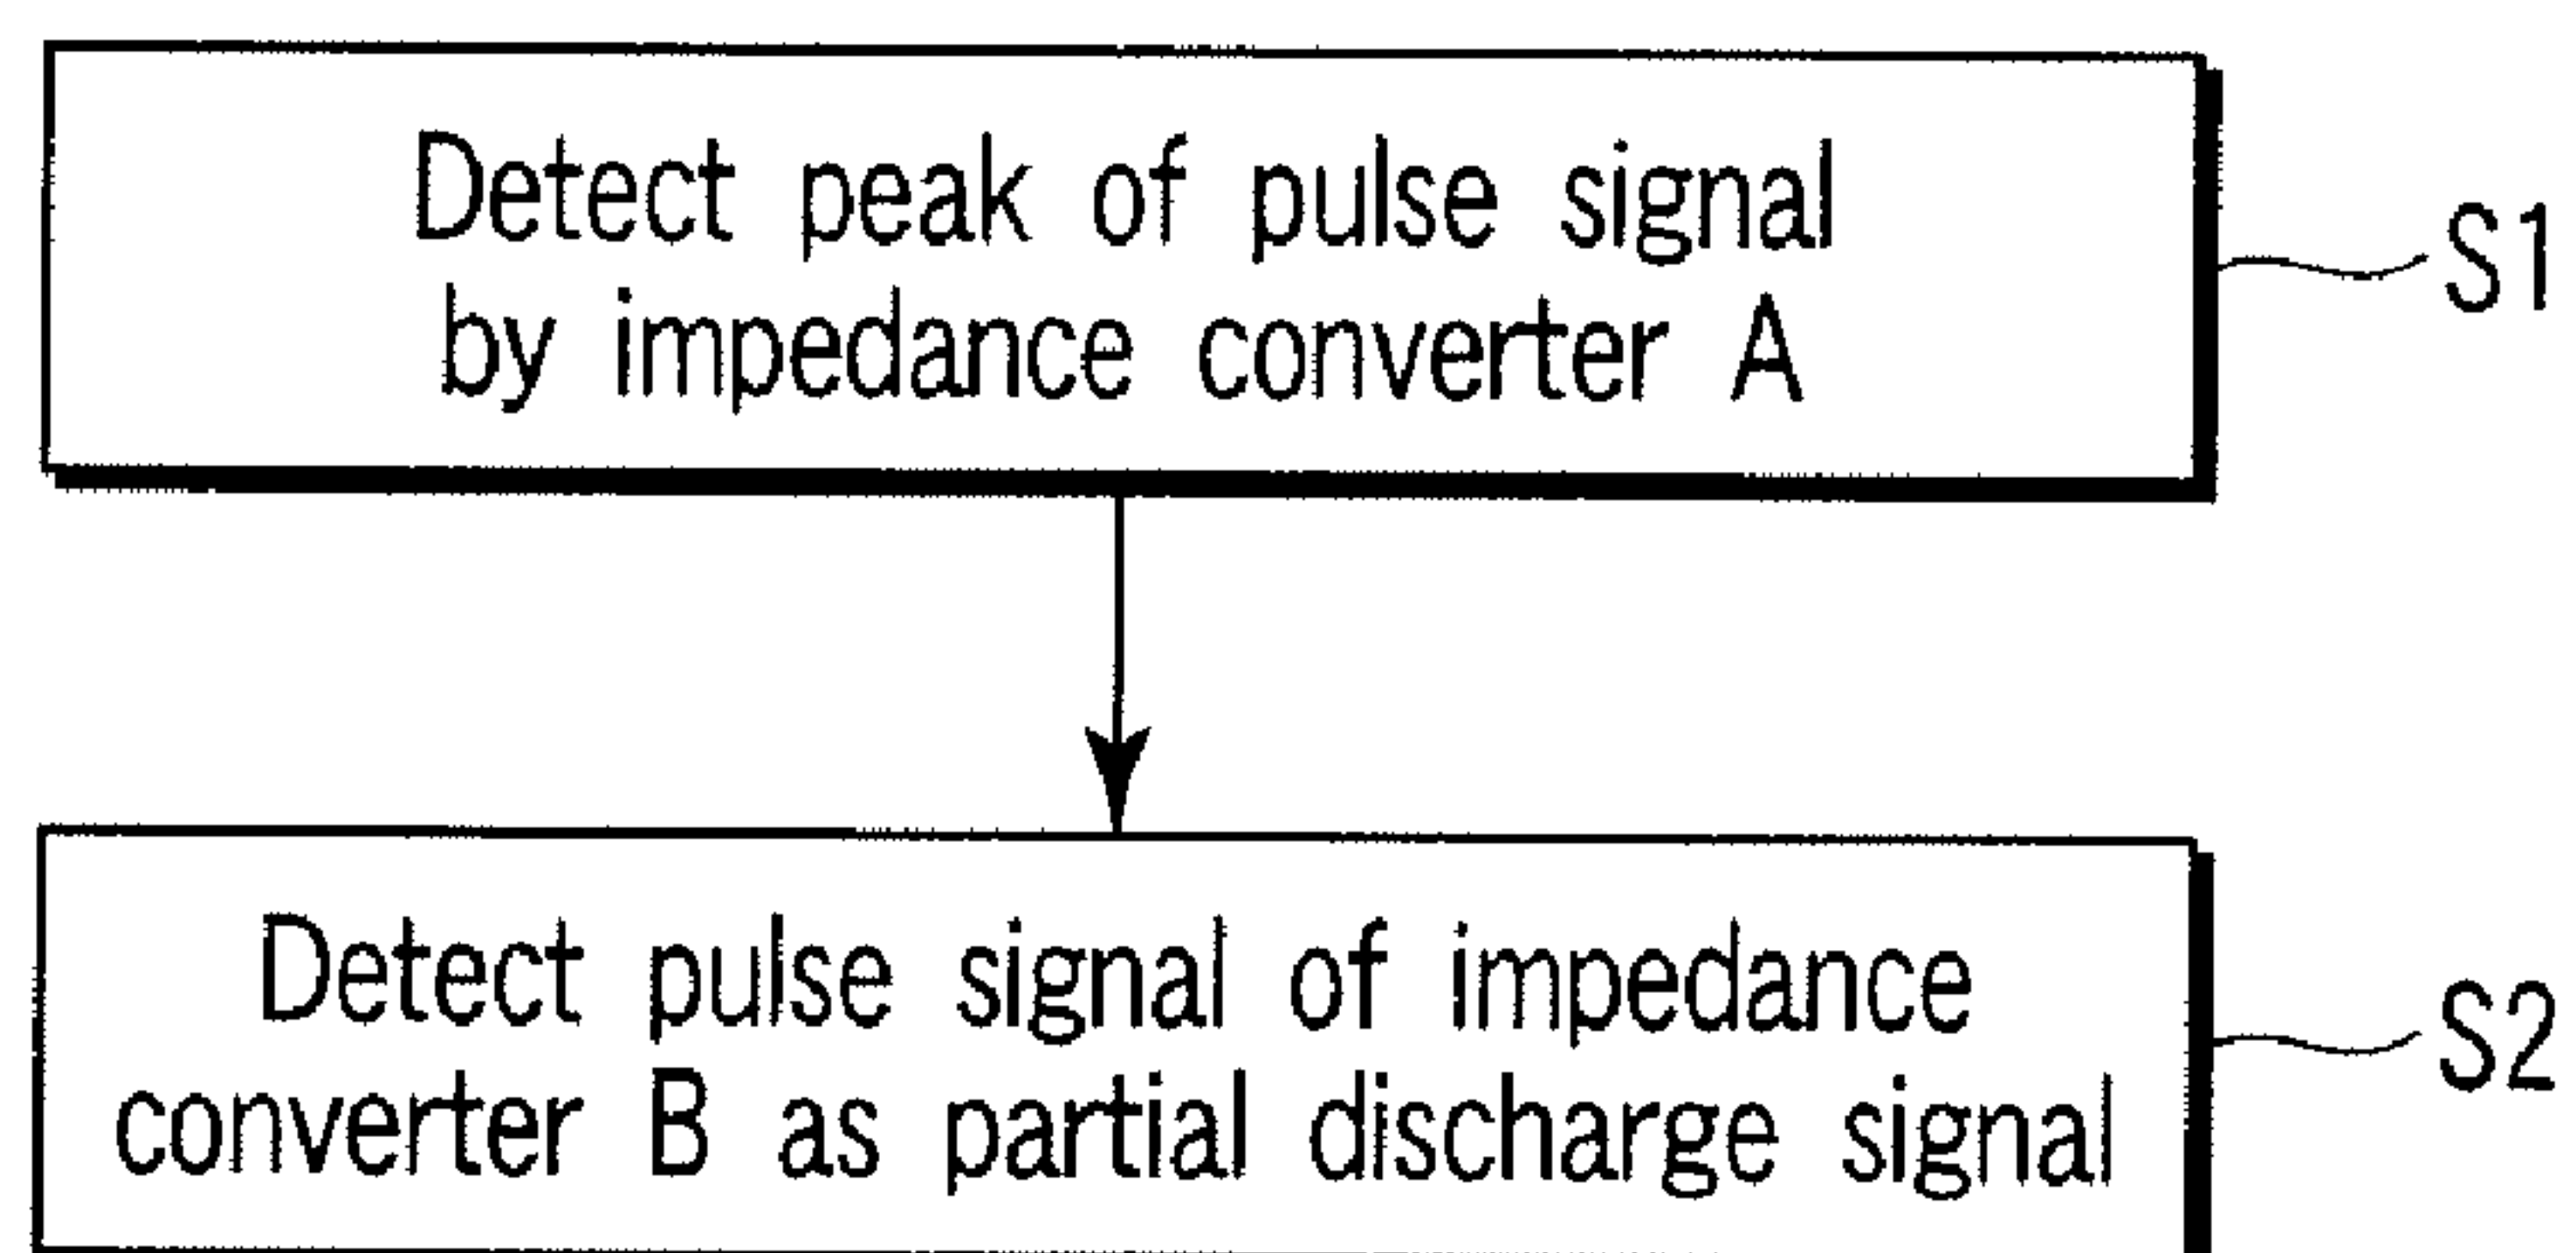 Detect peak of pulse signal
by impedance converter A
S1
Detect pulse signal of impedance
converter B as partial discharge signal
S2